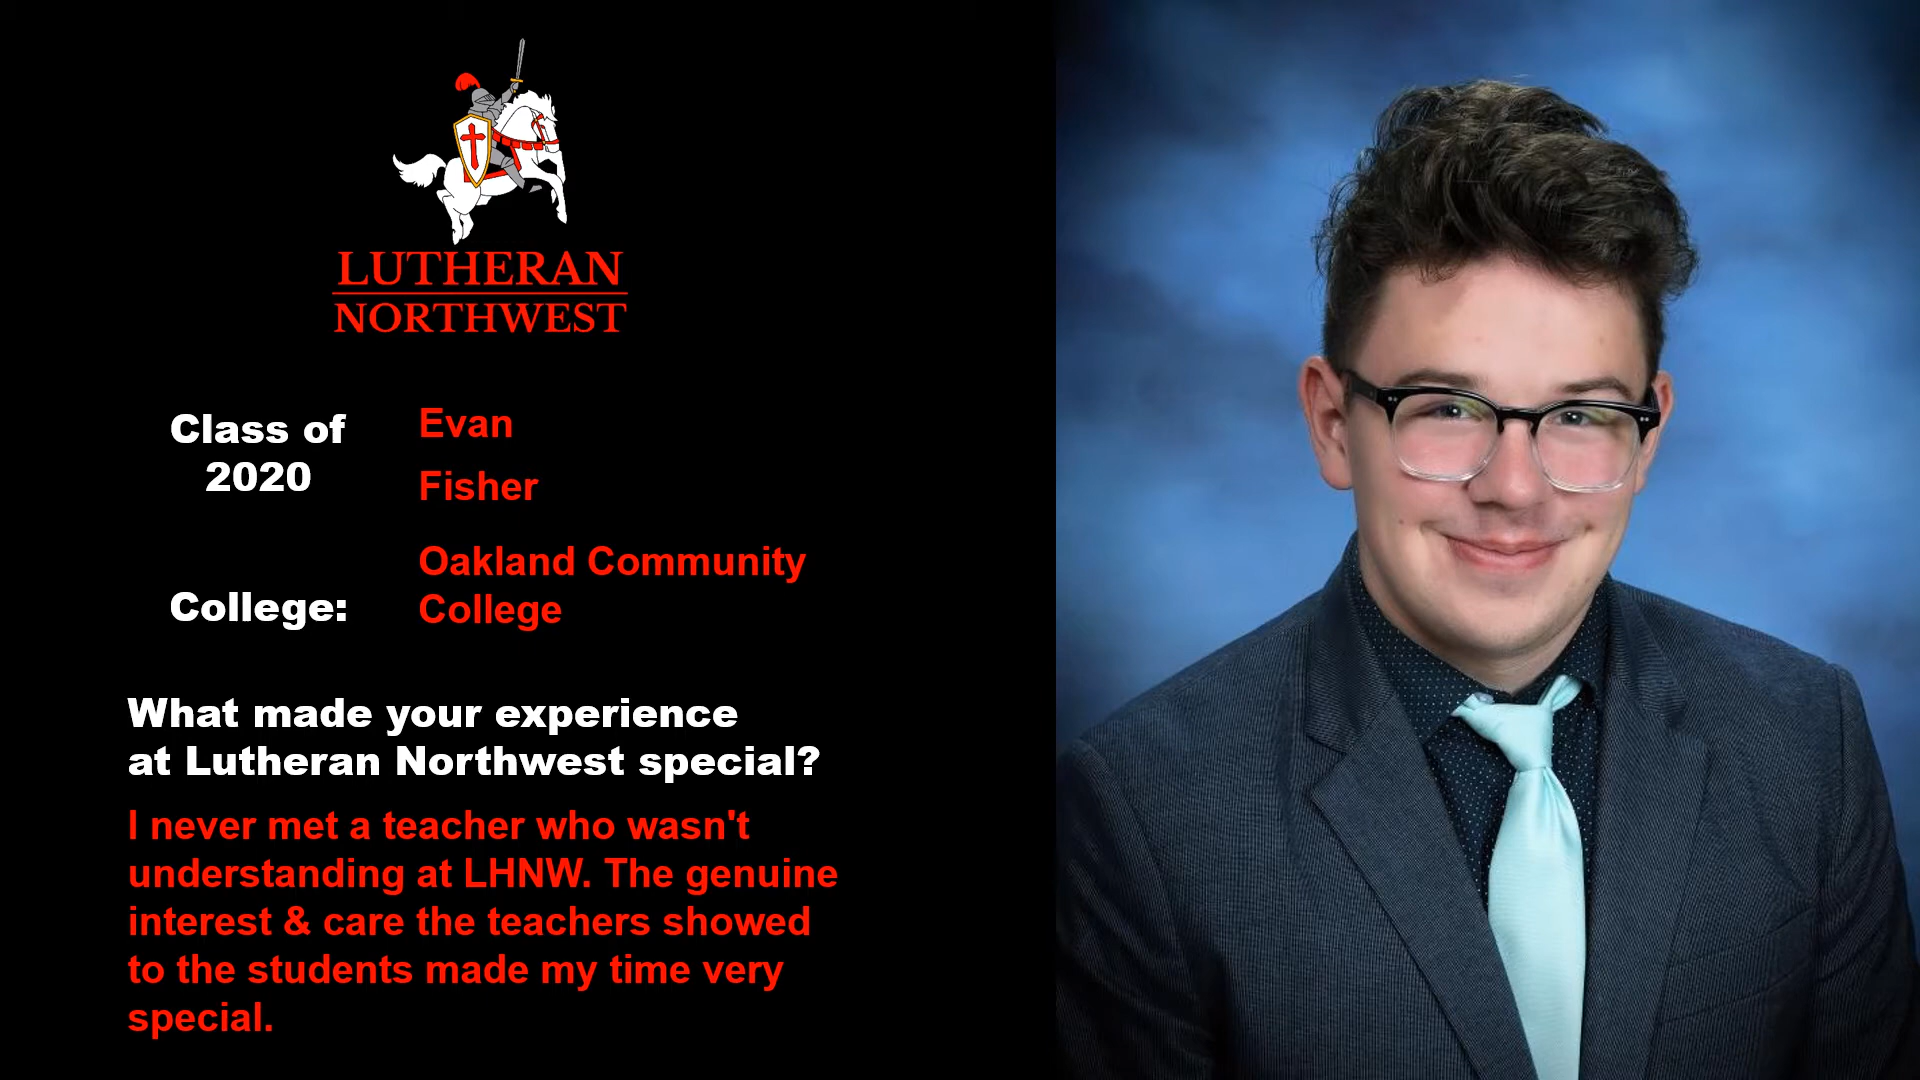 LUTHERAN
NORTHWEST
Class of
2020
Evan
Fisher
College:
Oakland Community
College
What made your experience
at Lutheran Northwest special?
I never met a teacher who wasn't
understanding at LHNW. The genuine
interest & care the teachers showed
to the students made my time very
special.